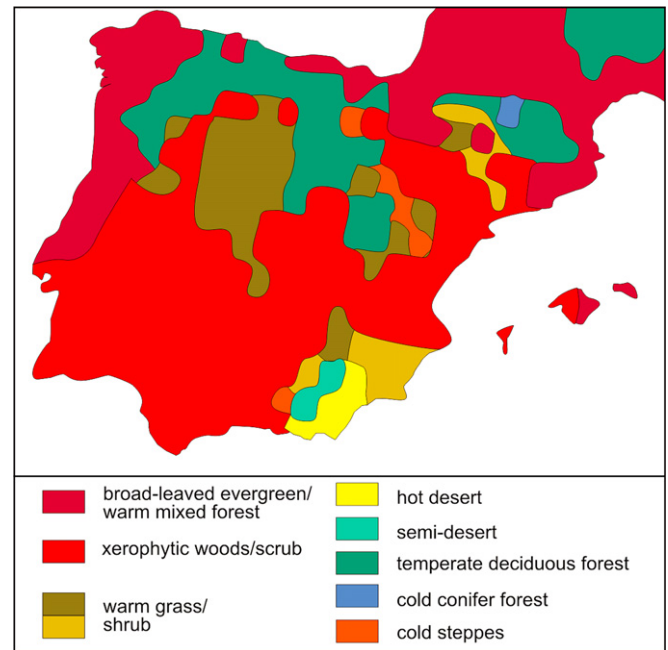 broad-leaved evergreen/
warm mixed forest
xerophytic woods/scrub
warm grass/
shrub
hot desert
semi-desert
temperate deciduous forest
cold conifer forest
cold steppes